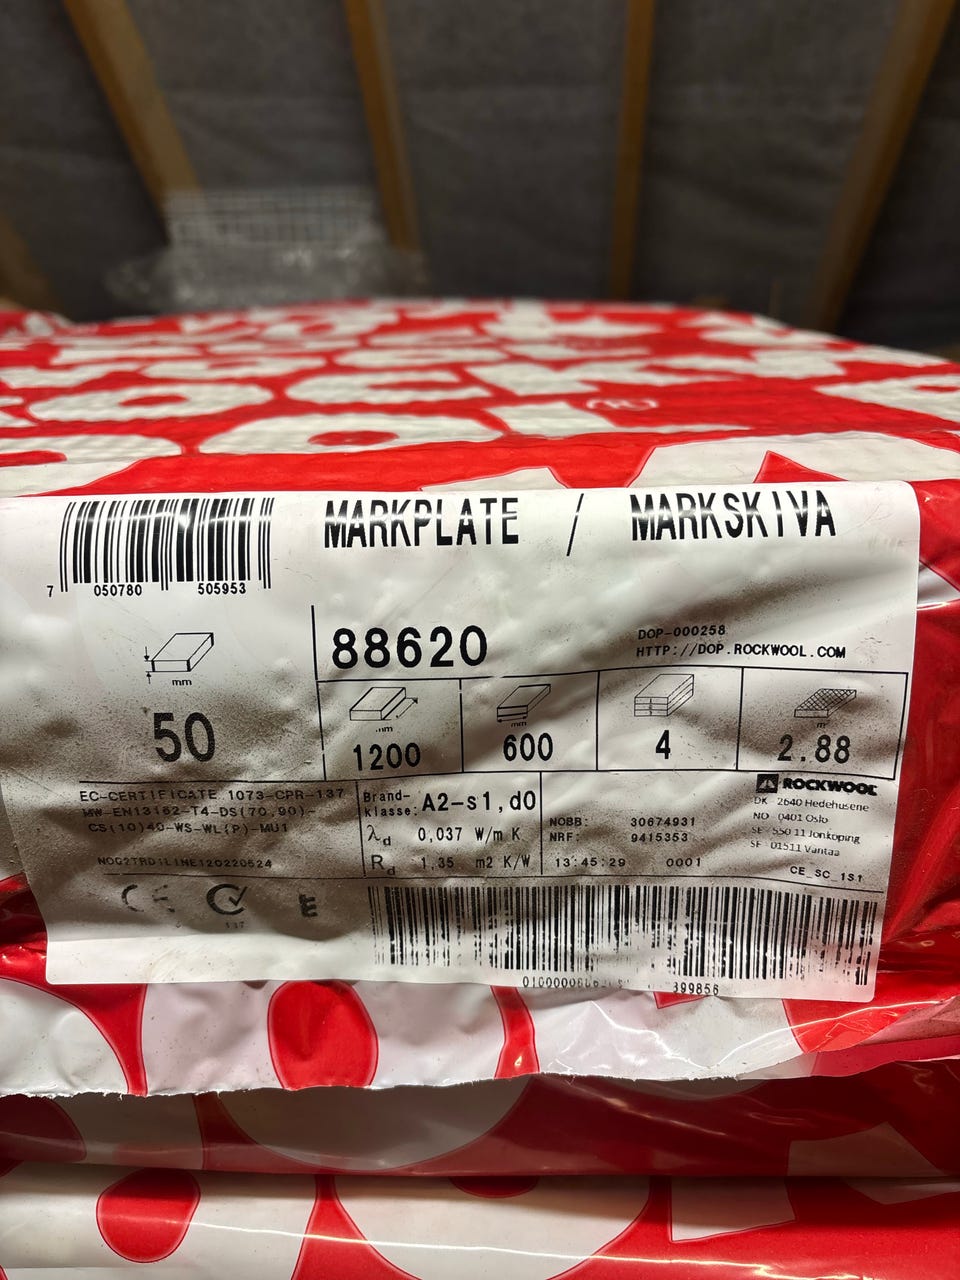 MARKPLATE / MARKSKIVA
7 050780 505953
88620
DOP-000258
HTTP://DOP.ROCKWOOL.COM
mm
50
mm
1200
mm
600
4
m²
2.88
EC-CERTIFICATE 1073-CPR-137
MW-EN13162-T4-DS(70,90)-
CS(10)40-WS-WL(P)-MU1
Brand-
klasse: A2-s1,d0
λd 0,037 W/m K
Rd 1,35 m2 K/W
NOBB: 30674931
NRF: 9415353
13:45:29 0001
ROCKWOOL
DK 2640 Hedehusene
NO 0401 Oslo
SE 550 11 Jonkoping
SF 01511 Vantaa
CE_SC_1S1
CE
E
399856